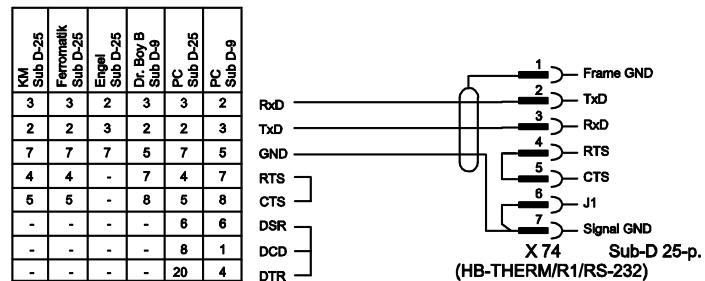 KM Sub D-25 Ferromatik Sub D-25 Engel Sub D-25 Dr. Boy B Sub D-9 PC Sub D-25 PC Sub D-9
3 3 2 3 3 2 RxD
2 2 3 2 2 3 TxD
7 7 7 5 7 5 GND
4 4 - 7 4 7 RTS
5 5 - 8 5 8 CTS
- - - - 6 6 DSR
- - - - 8 1 DCD
- - - - 20 4 DTR
1 Frame GND
2 TxD
3 RxD
4 RTS
5 CTS
6 J1
7 Signal GND
X 74 Sub-D 25-p.
(HB-THERM/R1/RS-232)